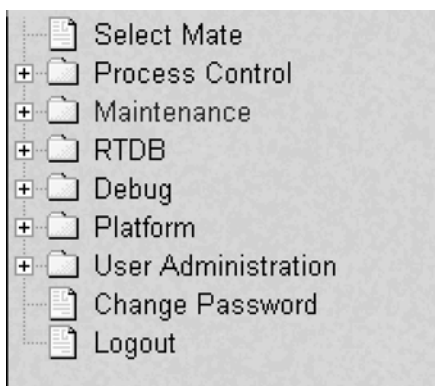 Select Mate
Process Control
Maintenance
RTDB
Debug
Platform
User Administration
Change Password
Logout